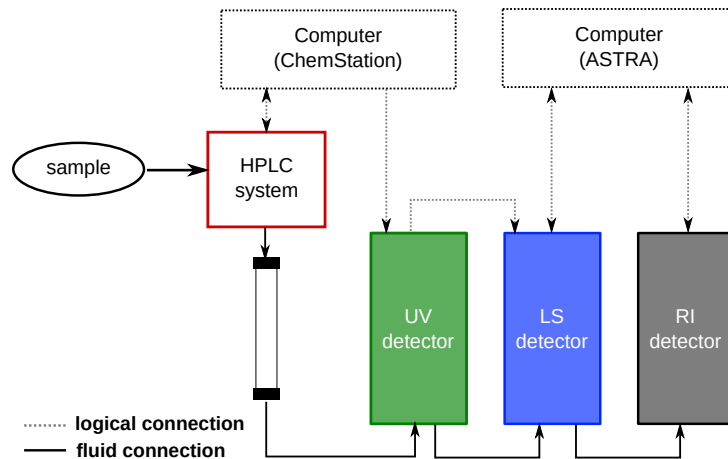 Computer
(ChemStation)
Computer
(ASTRA)
sample
HPLC
system
UV
detector
LS
detector
RI
detector
logical connection
fluid connection